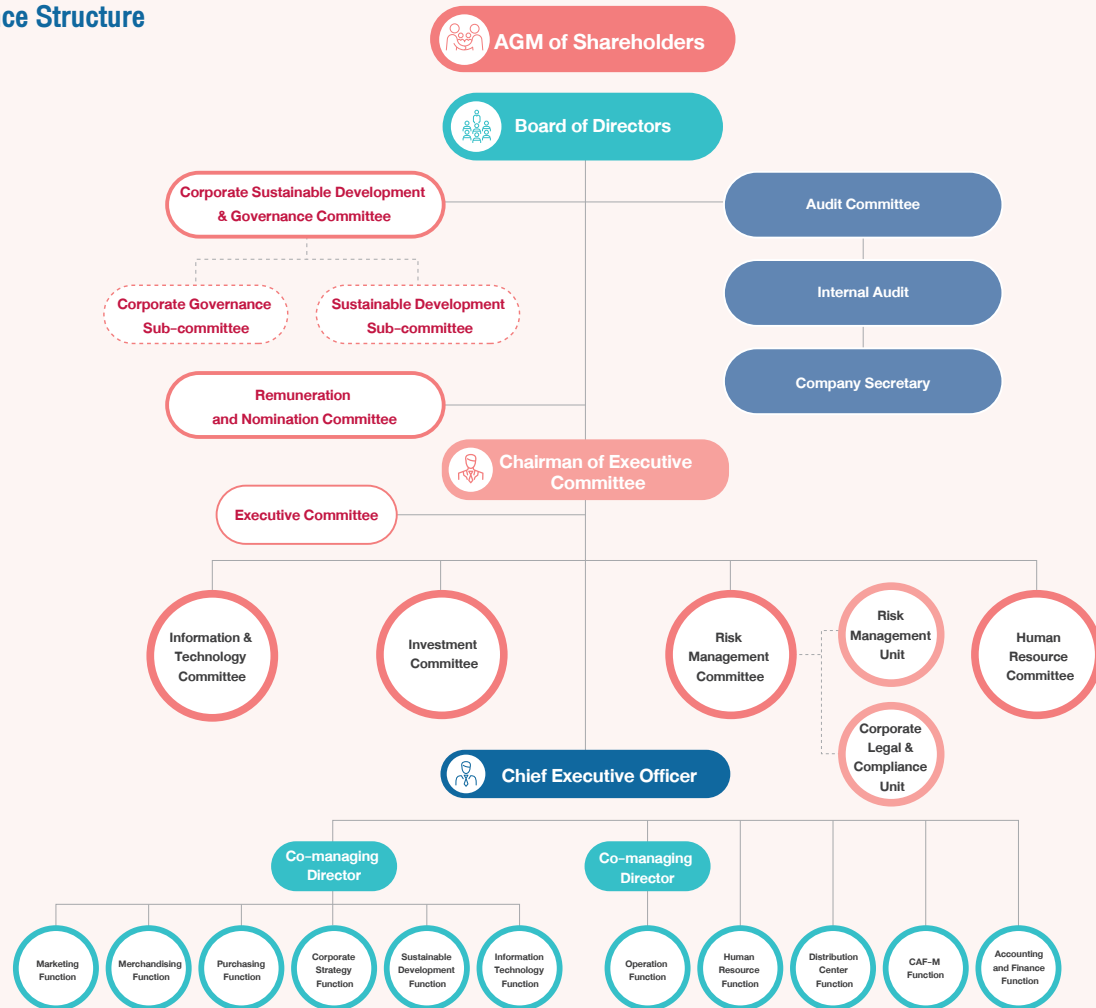 ce Structure
AGM of Shareholders
Board of Directors
Corporate Sustainable Development
& Governance Committee
Audit Committee
Corporate Governance
Sub-committee
Sustainable Development
Sub-committee
Internal Audit
Company Secretary
Remuneration
and Nomination Committee
Chairman of Executive
Committee
Executive Committee
Information &
Technology
Committee
Investment
Committee
Risk
Management
Committee
Risk
Management
Unit
Corporate
Legal &
Compliance
Unit
Human
Resource
Committee
Chief Executive Officer
Co-managing
Director
Co-managing
Director
Marketing
Function
Merchandising
Function
Purchasing
Function
Corporate
Strategy
Function
Sustainable
Development
Function
Information
Technology
Function
Operation
Function
Human
Resource
Function
Distribution
Center
Function
CAF-M
Function
Accounting
and Finance
Function